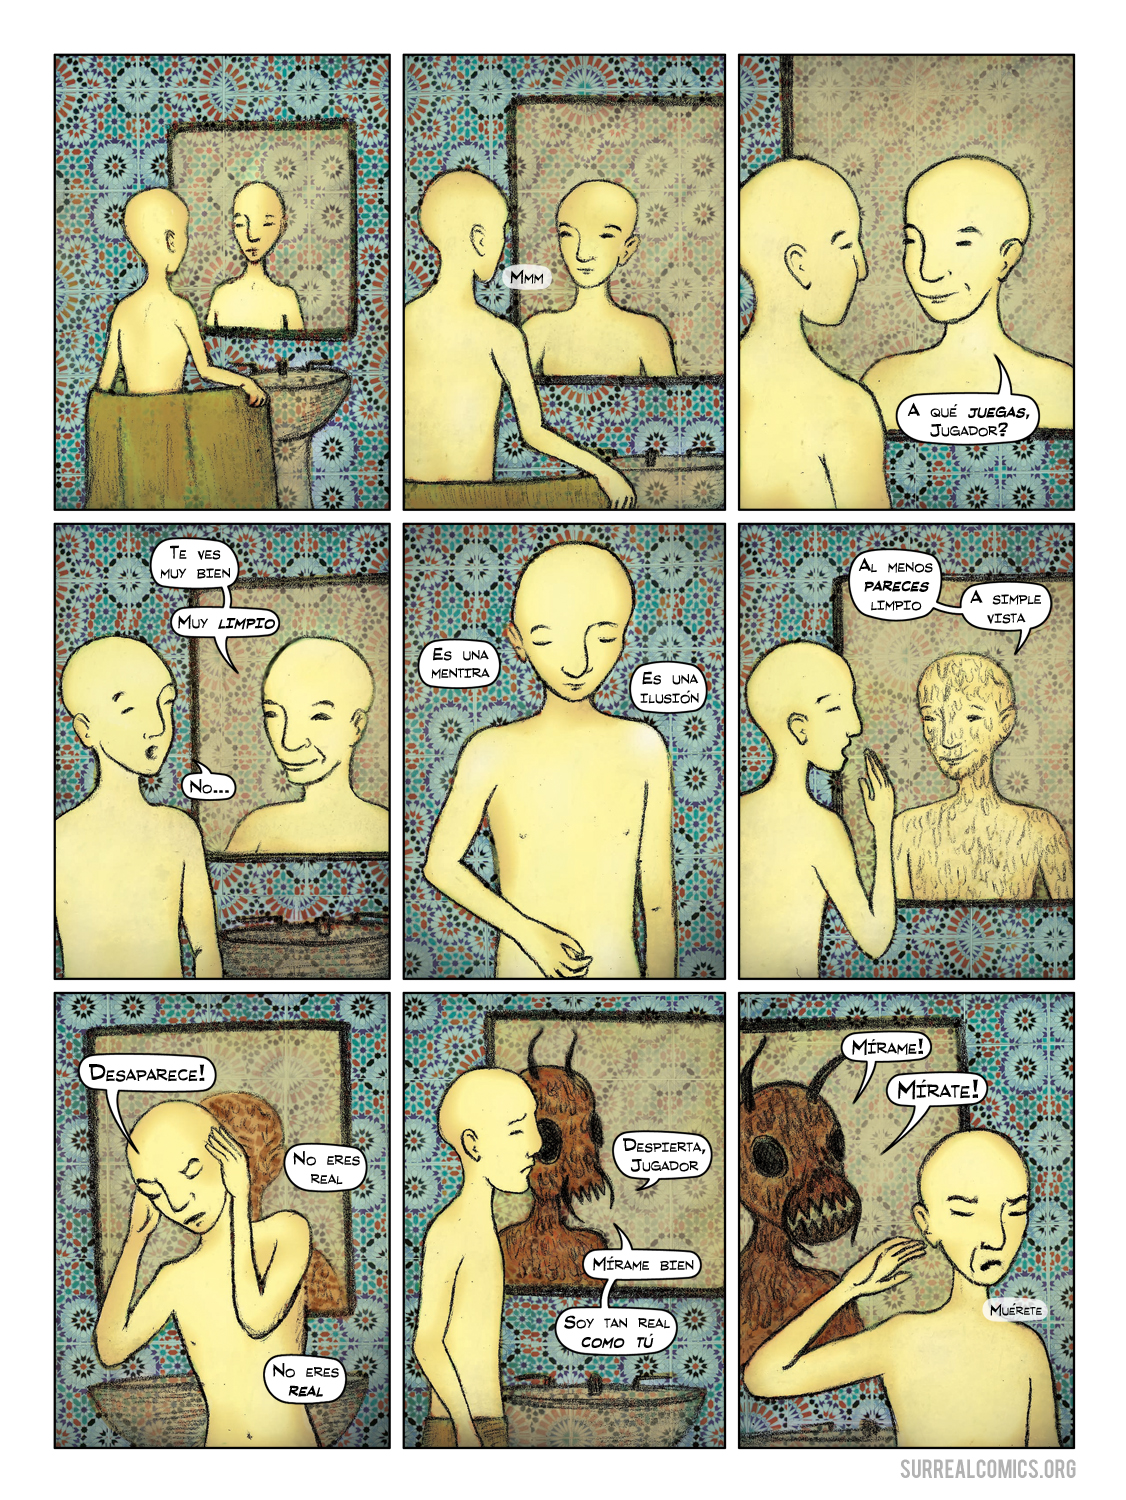 Mmm
A qué juegas,
Jugador?
Te ves
muy bien
Muy limpio
No...
Es una
mentira
Es una
ilusión
Al menos
pareces
limpio
A simple
vista
Desaparece!
No eres
real
No eres
real
Despierta,
Jugador
Mírame bien
Soy tan real
como tú
Mírame!
Mírate!
Muérete
SURREALCOMICS.ORG